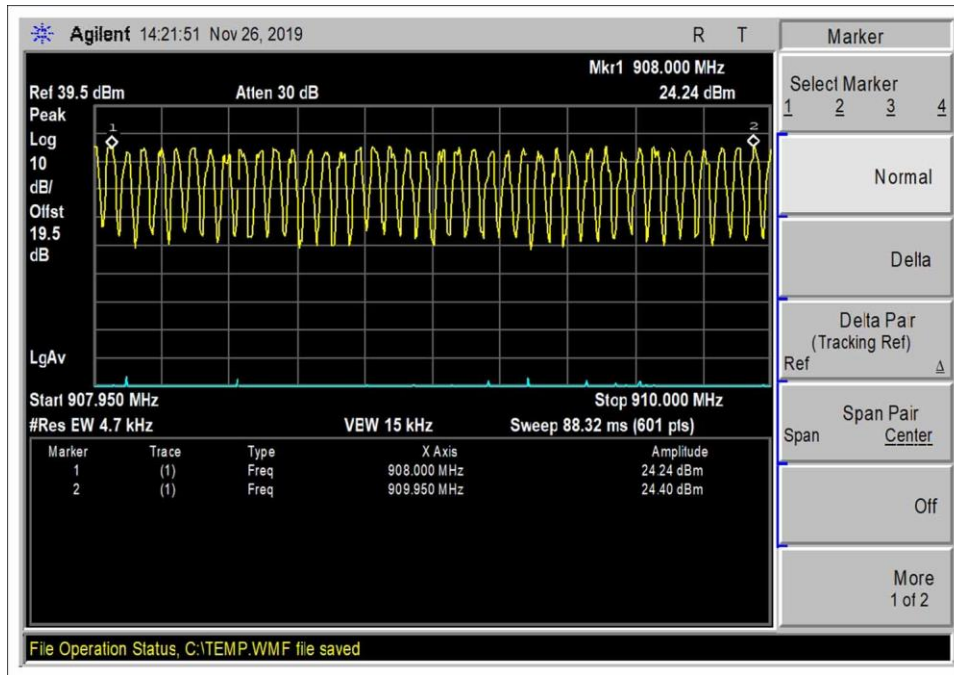 Agilent 14:21:51 Nov 26, 2019 R T
Mkr1 908.000 MHz
Ref 39.5 dBm Atten 30 dB 24.24 dBm
Peak
Log
10
dB/
Offst
19.5
dB
1
2
LgAv
Start 907.950 MHz Stop 910.000 MHz
#Res EW 4.7 kHz VBW 15 kHz Sweep 88.32 ms (601 pts)
Marker Trace Type X Axis Amplitude
1 (1) Freq 908.000 MHz 24.24 dBm
2 (1) Freq 909.950 MHz 24.40 dBm
File Operation Status, C:\TEMP.WMF file saved
Marker
Select Marker
1 2 3 4
Normal
Delta
Delta Pair
(Tracking Ref)
Ref Δ
Span Pair
Span Center
Off
More
1 of 2